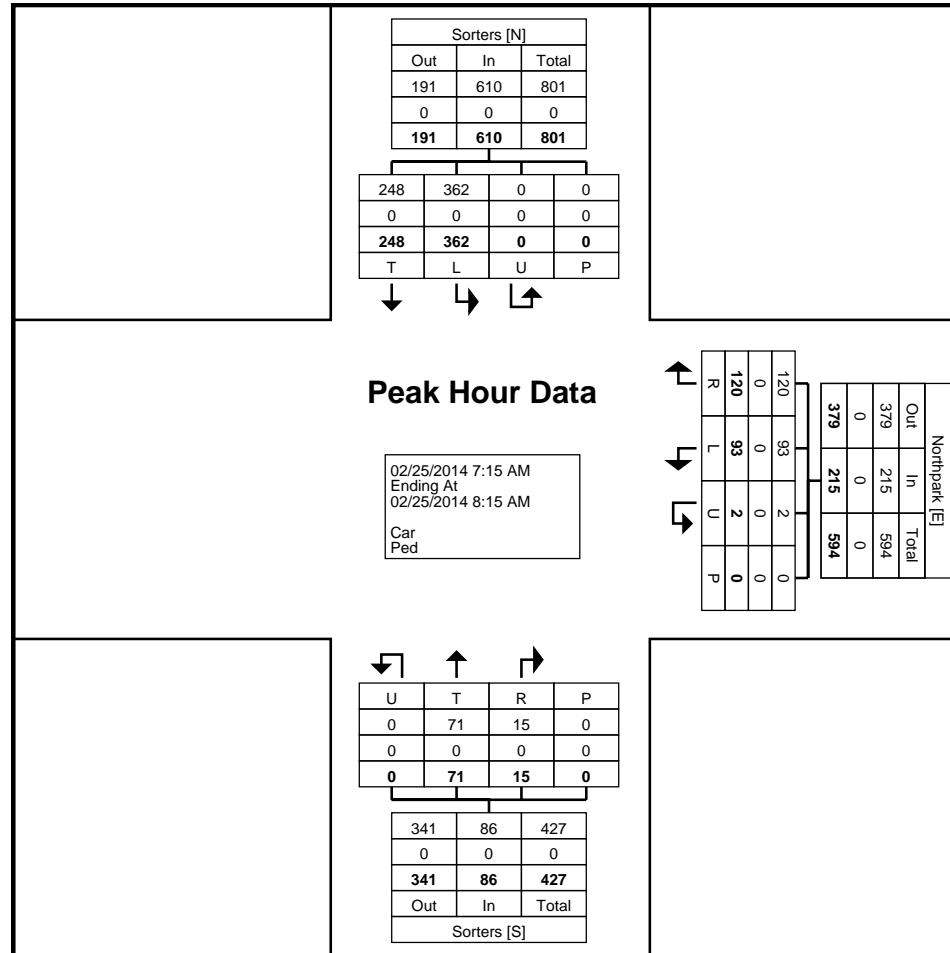 Sorters [N]
Out In Total
191 610 801
0 0 0
191 610 801
248 362 0 0
0 0 0 0
248 362 0 0
T L U P
Peak Hour Data
02/25/2014 7:15 AM
Ending At
02/25/2014 8:15 AM
Car
Ped
Northpark [E]
Out In Total
379 215 594
0 0 0
379 215 594
120 93 2 0
0 0 0 0
120 93 2 0
R L U P
U T R P
0 71 15 0
0 0 0 0
0 71 15 0
341 86 427
0 0 0
341 86 427
Out In Total
Sorters [S]